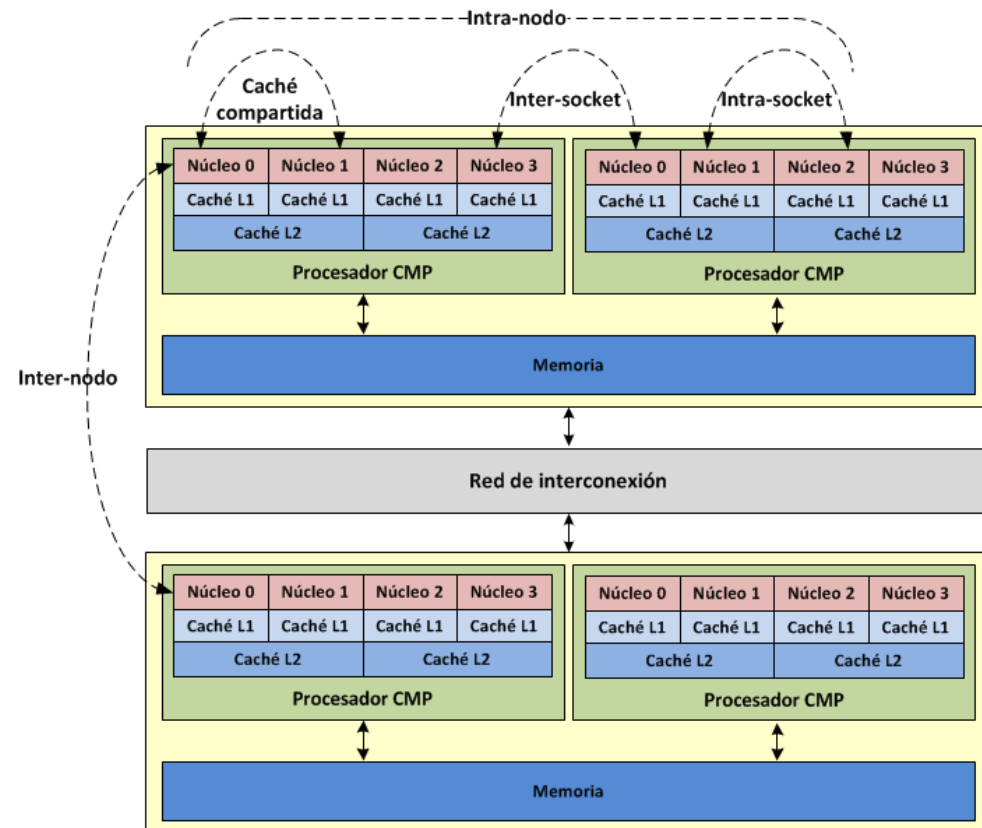 Intra-nodo
Caché
compartida
Inter-socket
Intra-socket
Núcleo 0 Núcleo 1 Núcleo 2 Núcleo 3
Caché L1 Caché L1 Caché L1 Caché L1
Caché L2 Caché L2
Procesador CMP
Núcleo 0 Núcleo 1 Núcleo 2 Núcleo 3
Caché L1 Caché L1 Caché L1 Caché L1
Caché L2 Caché L2
Procesador CMP
Memoria
Inter-nodo
Red de interconexión
Núcleo 0 Núcleo 1 Núcleo 2 Núcleo 3
Caché L1 Caché L1 Caché L1 Caché L1
Caché L2 Caché L2
Procesador CMP
Núcleo 0 Núcleo 1 Núcleo 2 Núcleo 3
Caché L1 Caché L1 Caché L1 Caché L1
Caché L2 Caché L2
Procesador CMP
Memoria